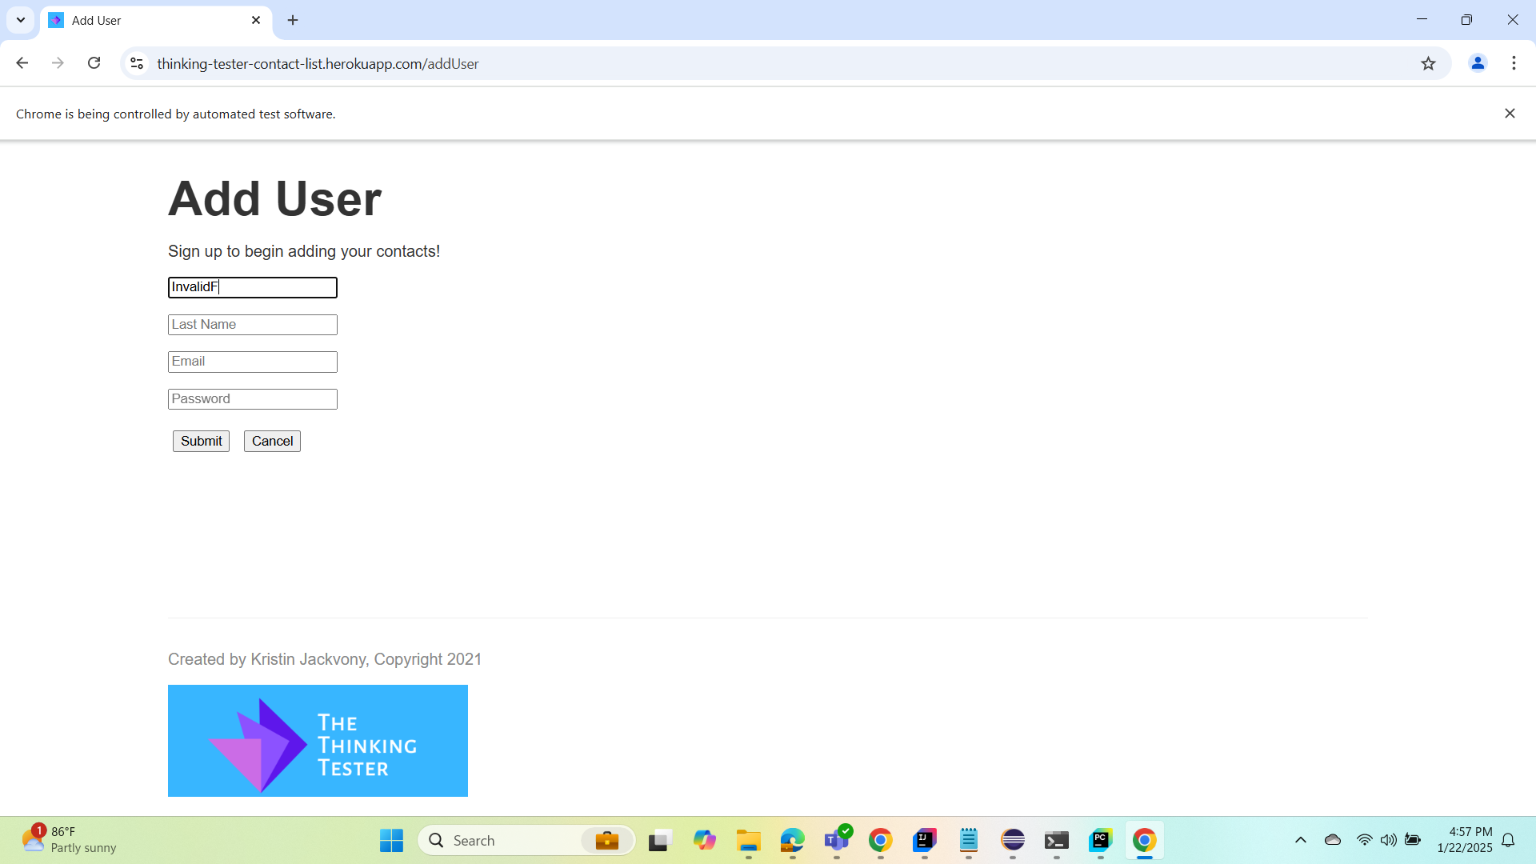 Add User
thinking-tester-contact-list.herokuapp.com/addUser
Chrome is being controlled by automated test software.
Add User
Sign up to begin adding your contacts!
InvalidF
Last Name
Email
Password
Submit Cancel
Created by Kristin Jackvony, Copyright 2021
THE
THINKING
TESTER
1
86°F
Partly sunny
Search
IJ
PC
4:57 PM
1/22/2025